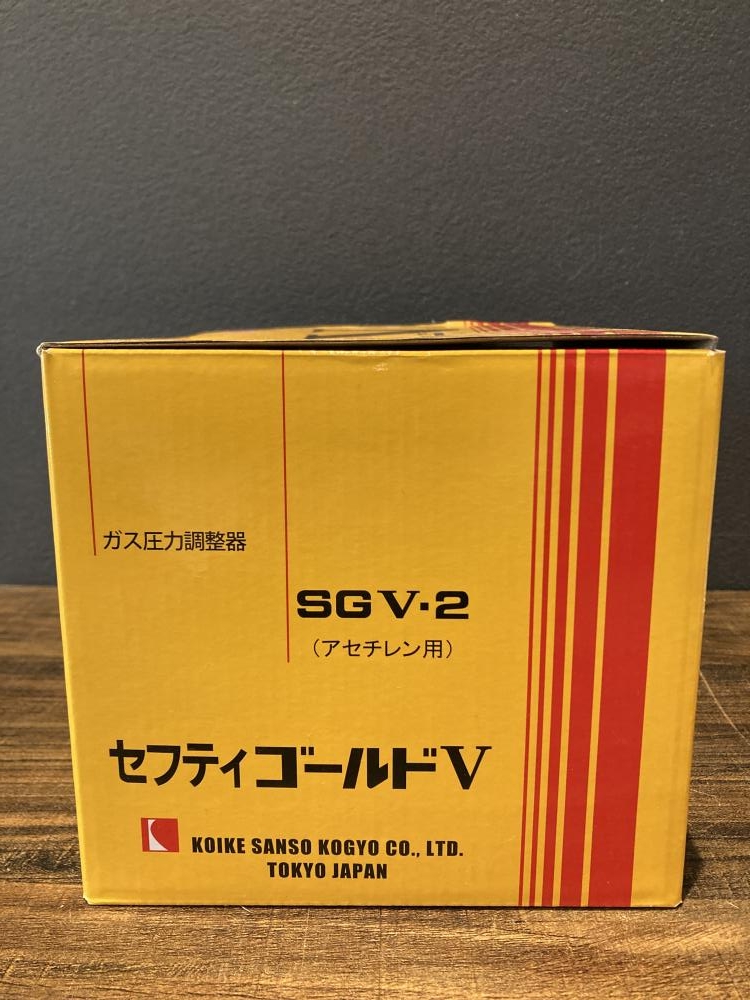 ガス圧力調整器
SGV・2
（アセチレン用）
セフティゴールドV
KOIKE SANSO KOGYO CO., LTD.
TOKYO JAPAN